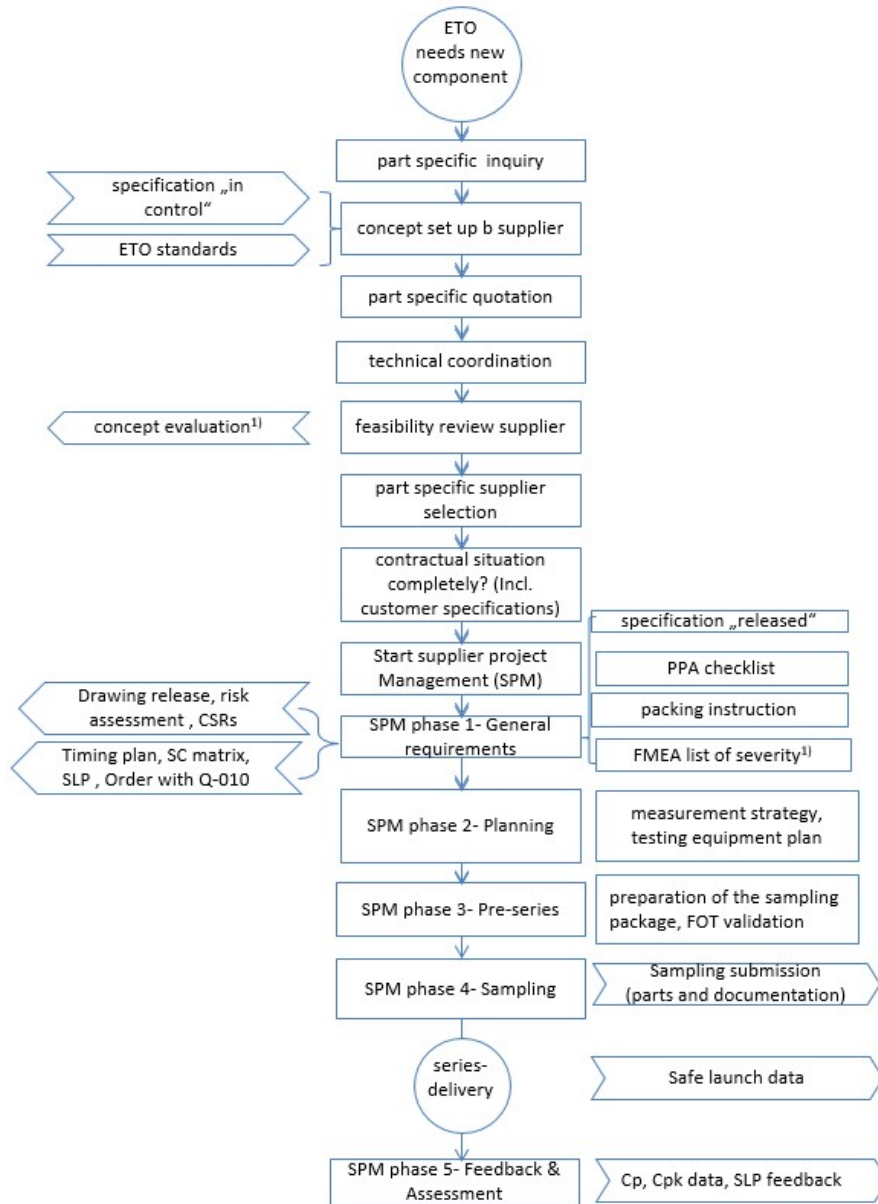 ETO
needs new
component
part specific inquiry
specification „in
control“
ETO standards
concept set up b supplier
part specific quotation
technical coordination
concept evaluation1)
feasibility review supplier
part specific supplier
selection
contractual situation
completely? (Incl.
customer specifications)
specification „released“
Start supplier project
Management (SPM)
PPA checklist
Drawing release, risk
assessment , CSRs
packing instruction
SPM phase 1- General
requirements
Timing plan, SC matrix,
SLP , Order with Q-010
FMEA list of severity1)
SPM phase 2- Planning
measurement strategy,
testing equipment plan
SPM phase 3- Pre-series
preparation of the sampling
package, FOT validation
SPM phase 4- Sampling
Sampling submission
(parts and documentation)
series-
delivery
Safe launch data
SPM phase 5- Feedback &
Assessment
Cp, Cpk data, SLP feedback